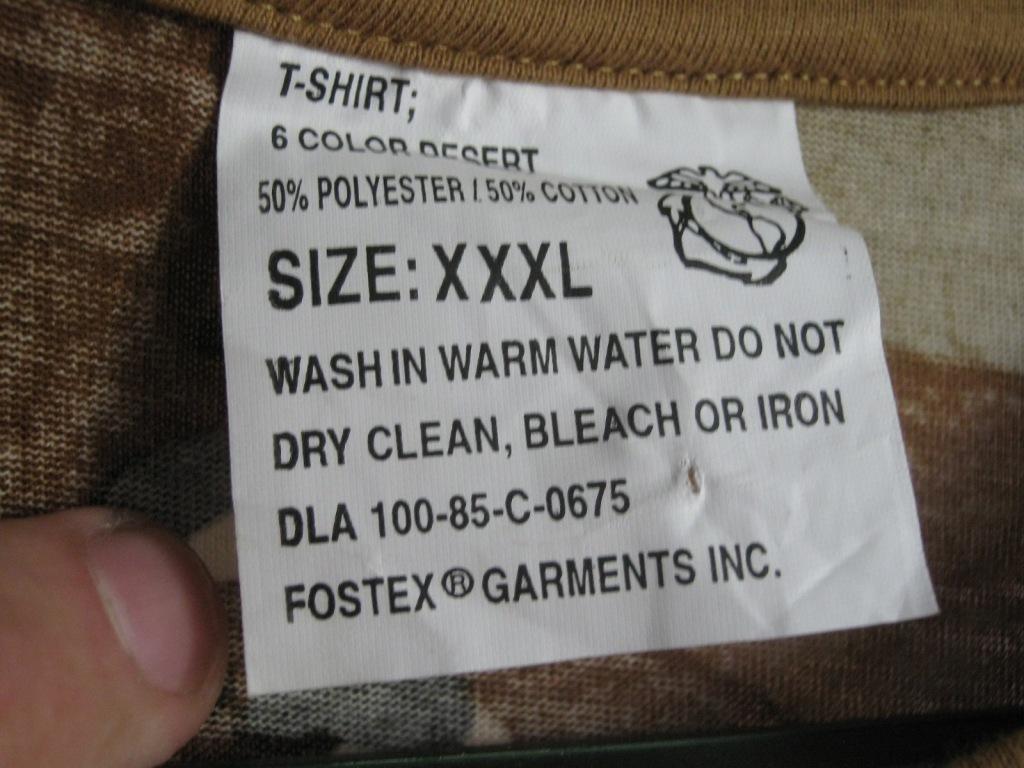 T-SHIRT;
6 COLOR DESERT
50% POLYESTER / 50% COTTON
SIZE: XXXL
WASH IN WARM WATER DO NOT
DRY CLEAN, BLEACH OR IRON
DLA 100-85-C-0675
FOSTEX® GARMENTS INC.